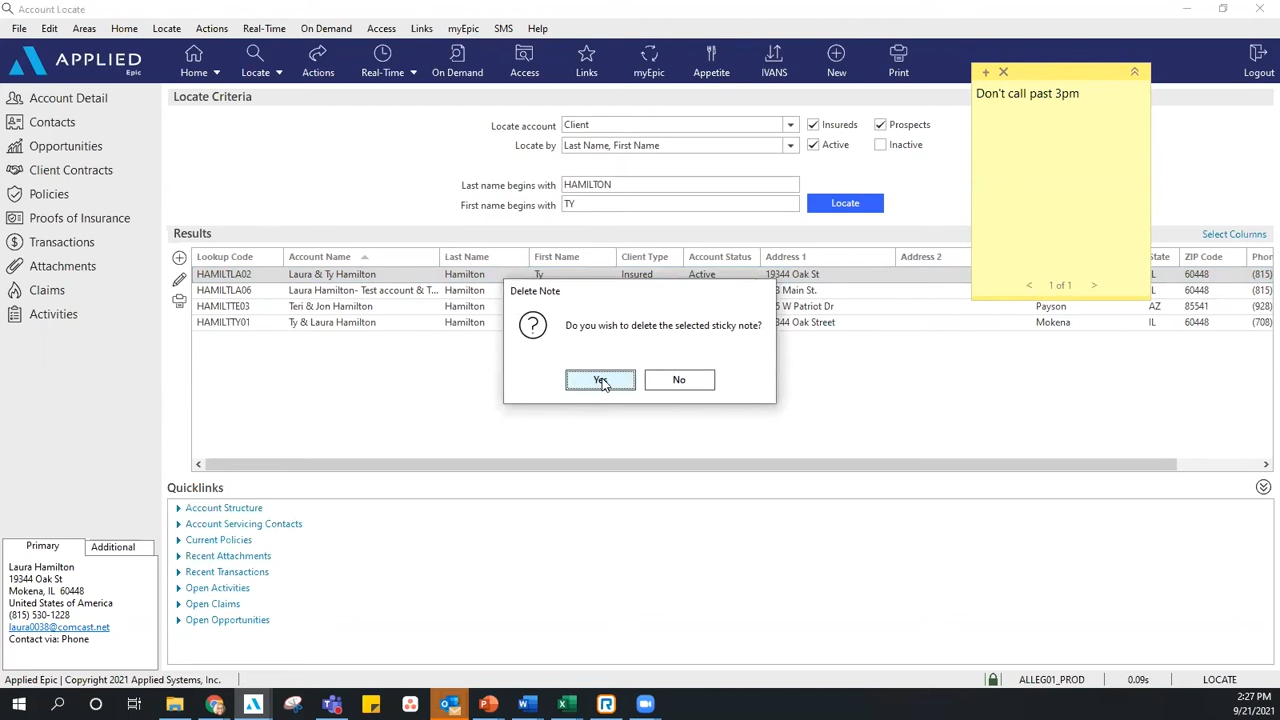 Account Locate
File Edit Areas Home Locate Actions Real-Time On Demand Access Links myEpic SMS Help
APPLIED
Epic
Home Locate Actions Real-Time On Demand Access Links myEpic Appetite IVANS New Print Logout
Account Detail
Contacts
Opportunities
Client Contracts
Policies
Proofs of Insurance
Transactions
Attachments
Claims
Activities
Locate Criteria
Locate account Client Insureds Prospects
Locate by Last Name, First Name Active Inactive
Last name begins with HAMILTON
First name begins with TY Locate
Don't call past 3pm
< 1 of 1 >
Results Select Columns
Lookup Code Account Name Last Name First Name Client Type Account Status Address 1 Address 2 State ZIP Code Phon
HAMILTLA02 Laura & Ty Hamilton Hamilton Ty Insured Active 19344 Oak St IL 60448 (815)
HAMILTLA06 Laura Hamilton- Test account & T... Hamilton Main St. IL 60448 (815)
HAMILTTE03 Teri & Jon Hamilton Hamilton W Patriot Dr Payson AZ 85541 (928)
HAMILTTY01 Ty & Laura Hamilton Hamilton 344 Oak Street Mokena IL 60448 (708)
Delete Note
Do you wish to delete the selected sticky note?
Yes No
Quicklinks
Account Structure
Account Servicing Contacts
Current Policies
Recent Attachments
Recent Transactions
Open Activities
Open Claims
Open Opportunities
Primary Additional
Laura Hamilton
19344 Oak St
Mokena, IL 60448
United States of America
(815) 530-1228
laura0038@comcast.net
Contact via: Phone
Applied Epic | Copyright 2021 Applied Systems, Inc. ALLEG01_PROD 0.09s LOCATE
2:27 PM
9/21/2021